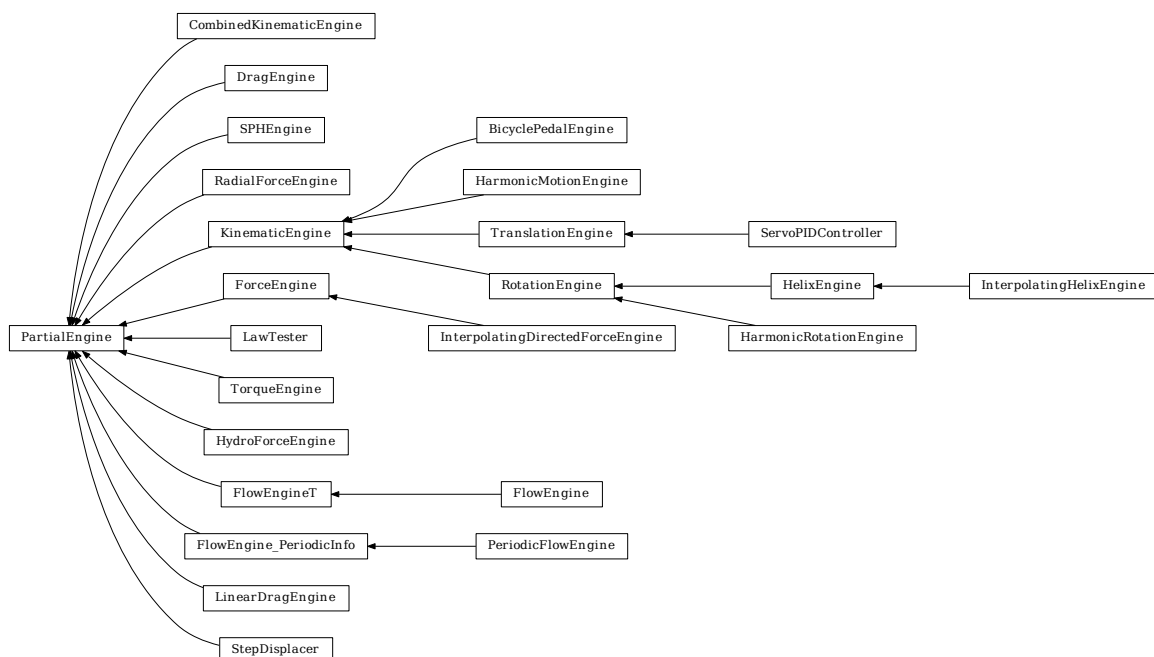 CombinedKinematicEngine
DragEngine
SPHEngine
BicyclePedalEngine
RadialForceEngine
HarmonicMotionEngine
KinematicEngine
TranslationEngine
ServoPIDController
ForceEngine
RotationEngine
HelixEngine
InterpolatingHelixEngine
PartialEngine
LawTester
InterpolatingDirectedForceEngine
HarmonicRotationEngine
TorqueEngine
HydroForceEngine
FlowEngineT
FlowEngine
FlowEngine_PeriodicInfo
PeriodicFlowEngine
LinearDragEngine
StepDisplacer